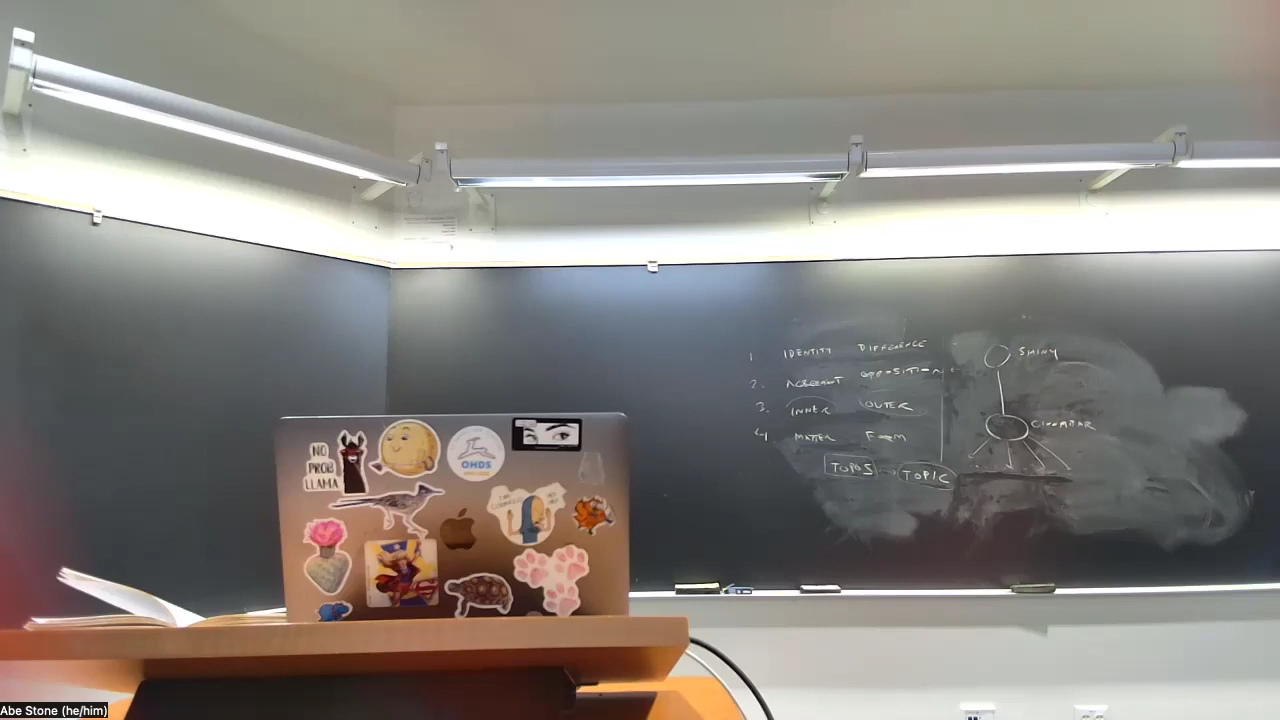 1. IDENTITY DIFFERENCE
2. AGREEMENT OPPOSITION
3. INNER OUTER
4 MATTER FORM
TOPOS → TOPIC
SHINY
NO
PROB
LLAMA
OHDS
Abe Stone (he/him)